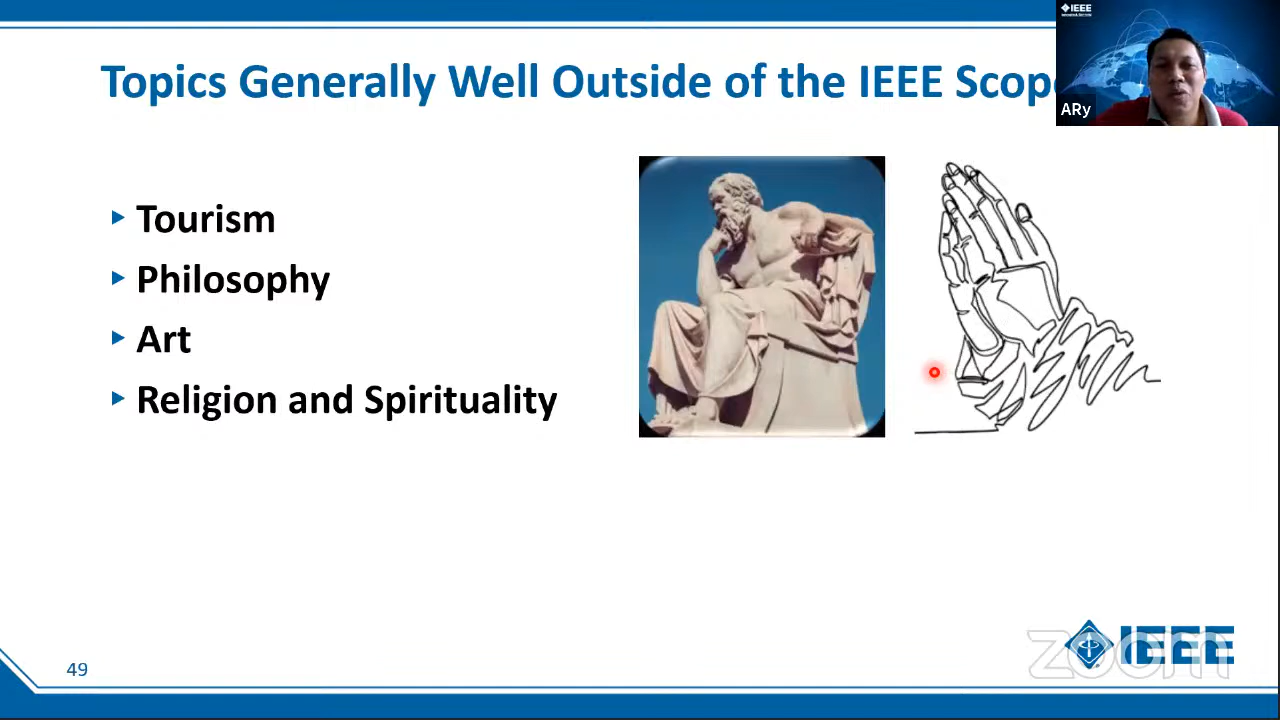 Topics Generally Well Outside of the IEEE Scope
IEEE
ARy
Tourism
Philosophy
Art
Religion and Spirituality
49
zoom
IEEE